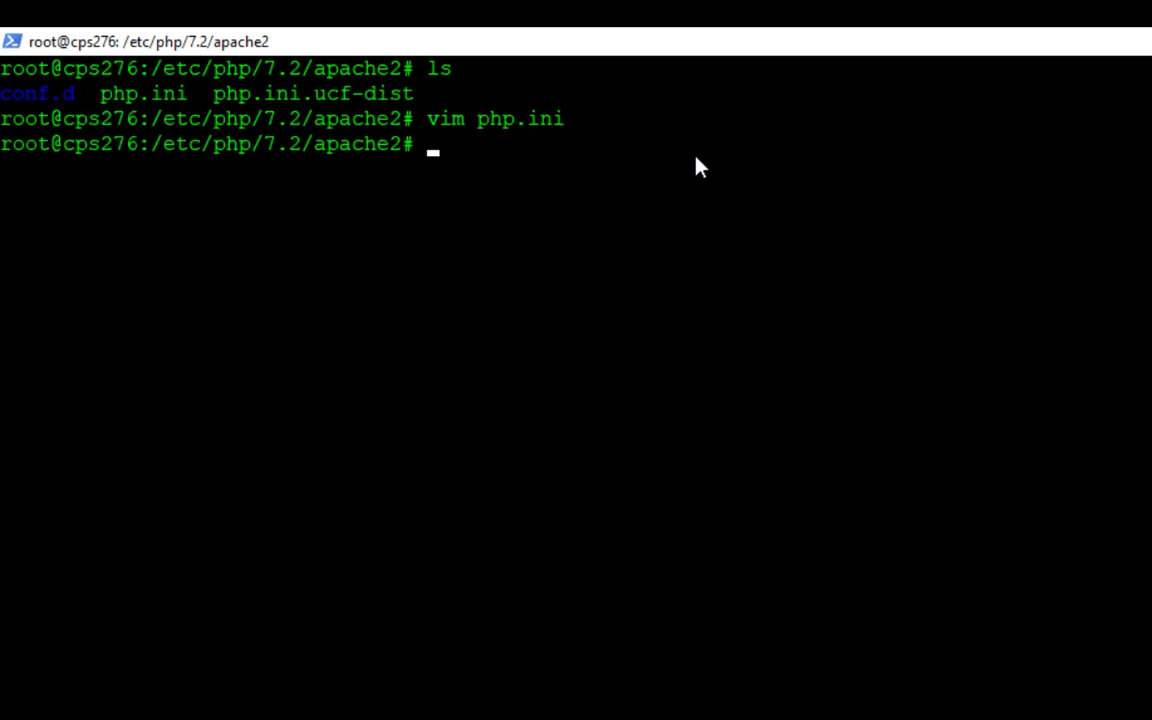 root@cps276: /etc/php/7.2/apache2
root@cps276:/etc/php/7.2/apache2# ls
conf.d  php.ini  php.ini.ucf-dist
root@cps276:/etc/php/7.2/apache2# vim php.ini
root@cps276:/etc/php/7.2/apache2#